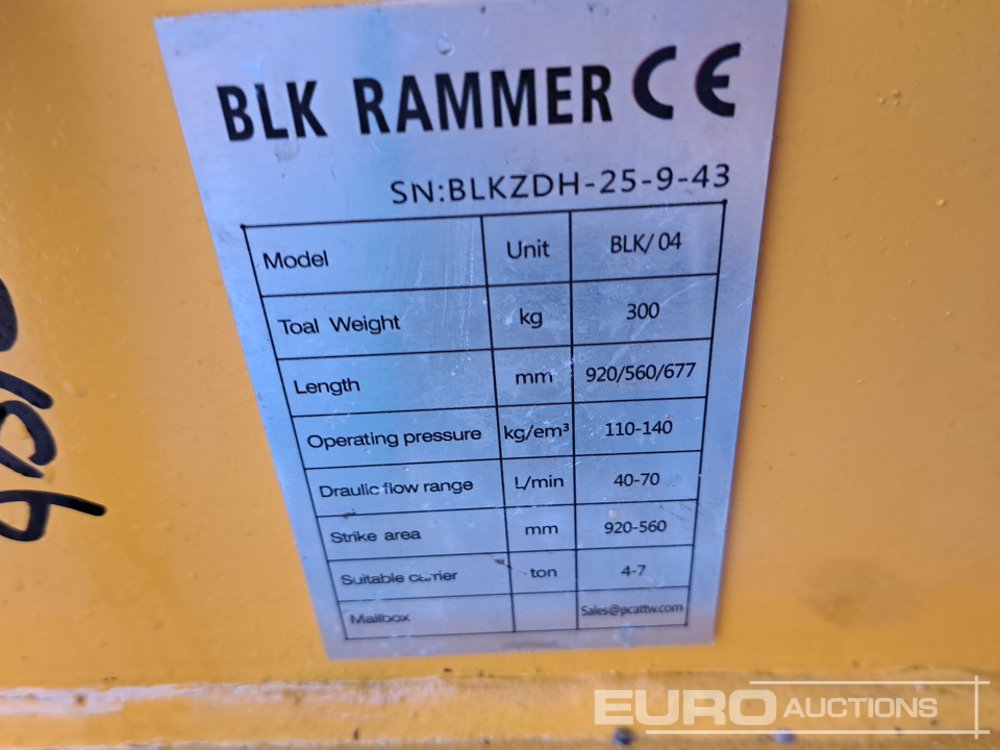 BLK RAMMER CE
SN:BLKZDH-25-9-43
Model Unit BLK/ 04
Toal Weight kg 300
Length mm 920/560/677
Operating pressure kg/em³ 110-140
Draulic flow range L/min 40-70
Strike area mm 920-560
Suitable carrier ton 4-7
Mailbox Sales@pcattw.com
EURO AUCTIONS